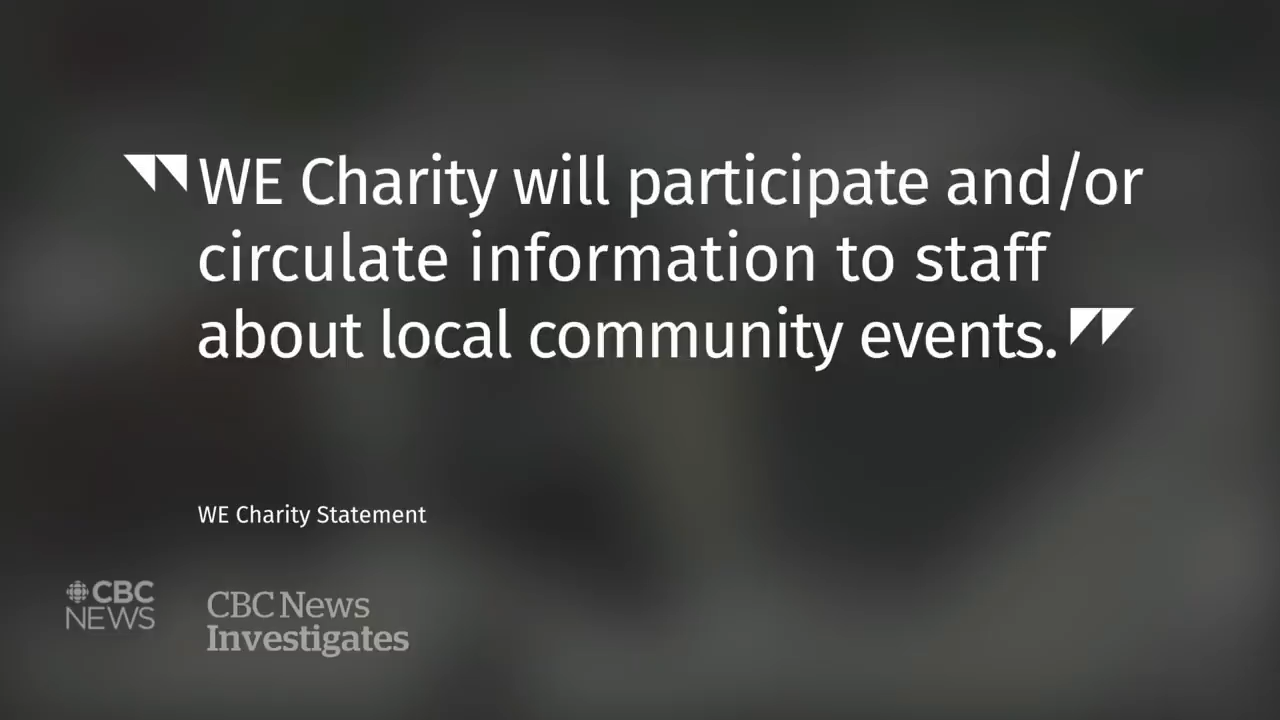 "WE Charity will participate and/or
circulate information to staff
about local community events."
WE Charity Statement
CBC
NEWS
CBC News
Investigates